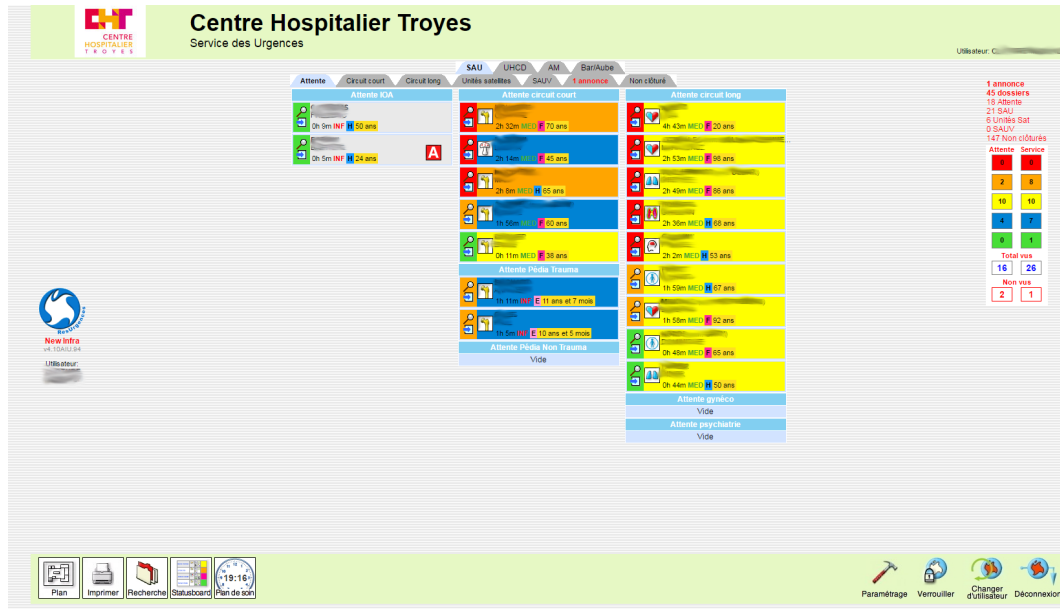 CHT
CENTRE
HOSPITALIER
TROYES
Centre Hospitalier Troyes
Service des Urgences
Utilisateur:
SAU UHCD AM Bar/Aube
Attente Circuit court Circuit long Unités satellites SAUV 1 annonce Non clôturé
Attente IOA
0h 9m INF H 50 ans
0h 5m INF H 24 ans
A
Attente circuit court
2h 32m MED F 70 ans
2h 14m MED F 45 ans
2h 8m MED H 65 ans
1h 56m MED F 60 ans
0h 11m MED F 38 ans
Attente Pédia Trauma
1h 11m INF E 11 ans et 7 mois
1h 5m INF E 10 ans et 5 mois
Attente Pédia Non Trauma
Vide
Attente circuit long
4h 43m MED F 20 ans
2h 53m MED F 98 ans
2h 49m MED F 86 ans
2h 36m MED H 68 ans
2h 2m MED H 53 ans
1h 59m MED H 67 ans
1h 58m MED F 92 ans
0h 48m MED F 65 ans
0h 44m MED H 50 ans
Attente gynéco
Vide
Attente psychiatrie
Vide
1 annonce
45 dossiers
18 Attente
21 SAU
6 Unités Sat
0 SAUV
147 Non clôturés
Attente Service
0 0
2 8
10 10
4 7
0 1
Total vus
16 26
Non vus
2 1
ResUrgences
New Infra
v4.10AIU.94
Utilisateur:
Plan
Imprimer
Recherche
Statusboard
19:16
Plan de soin
Paramétrage
Verrouiller
Changer
d'utilisateur
Déconnexion